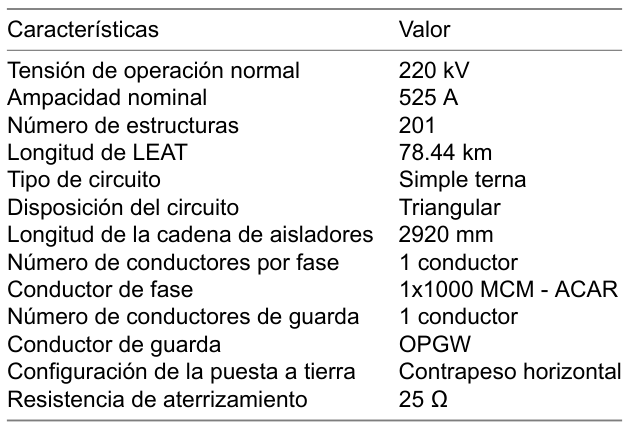 Características Valor
Tensión de operación normal 220 kV
Ampacidad nominal 525 A
Número de estructuras 201
Longitud de LEAT 78.44 km
Tipo de circuito Simple terna
Disposición del circuito Triangular
Longitud de la cadena de aisladores 2920 mm
Número de conductores por fase 1 conductor
Conductor de fase 1x1000 MCM - ACAR
Número de conductores de guarda 1 conductor
Conductor de guarda OPGW
Configuración de la puesta a tierra Contrapeso horizontal
Resistencia de aterrizamiento 25 Ω